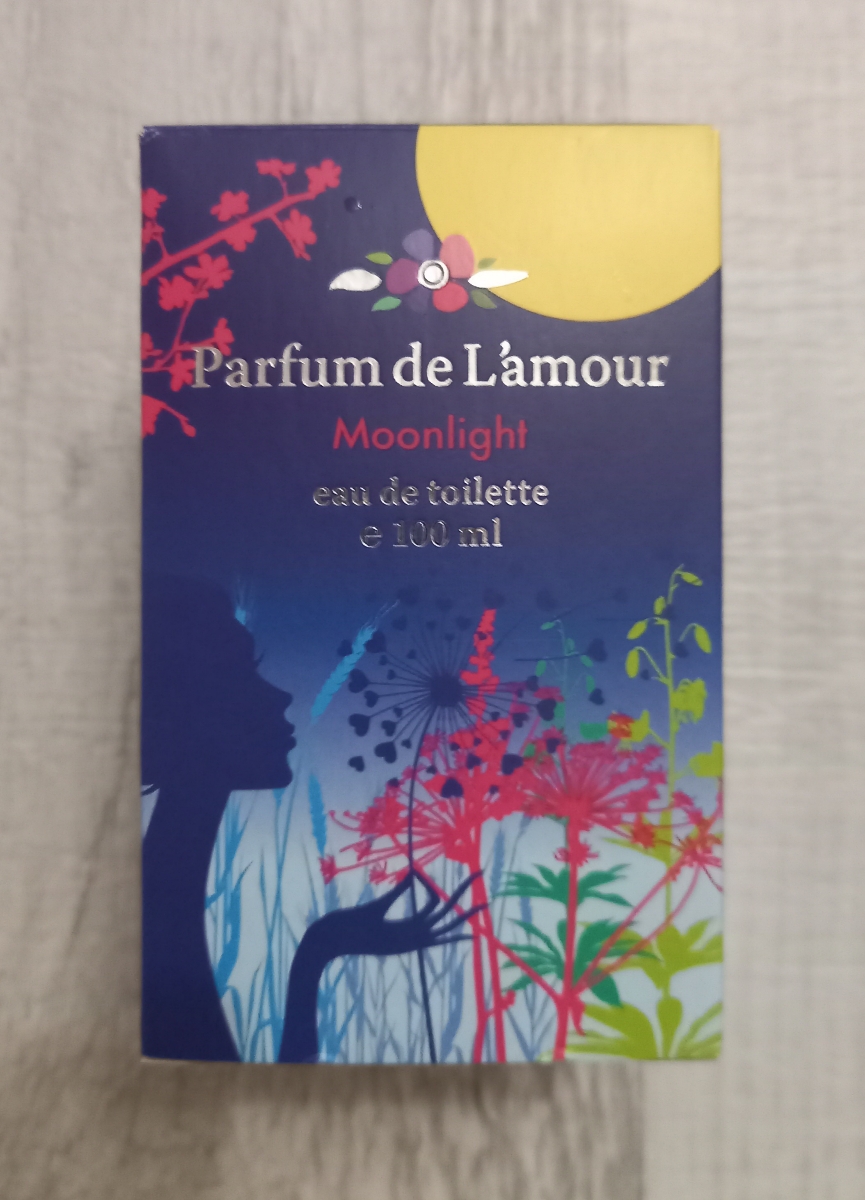 Parfum de L'amour
Moonlight
eau de toilette
e 100 ml